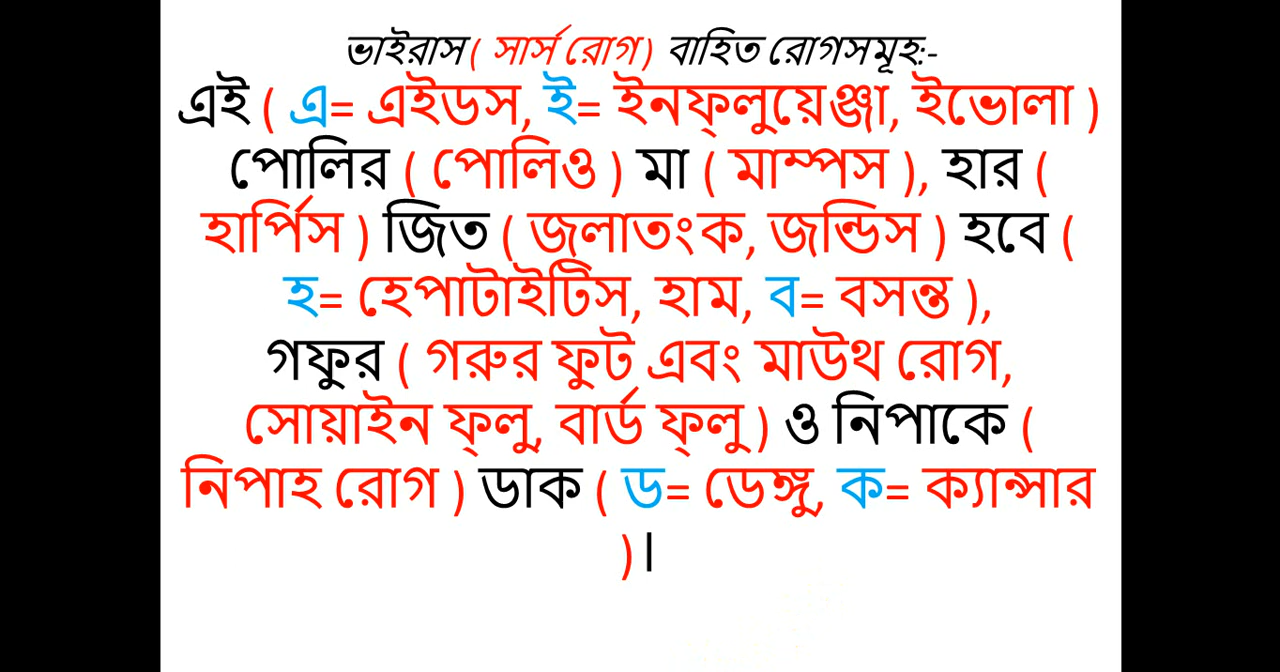 ভাইরাস ( সার্স রোগ ) বাহিত রোগসমূহ:-
এই ( এ= এইডস, ই= ইনফ্লুয়েঞ্জা, ইভোলা )
পোলির ( পোলিও ) মা ( মাম্পস ), হার (
হার্পিস ) জিত ( জলাতংক, জন্ডিস ) হবে (
হ= হেপাটাইটিস, হাম, ব= বসন্ত ),
গফুর ( গরুর ফুট এবং মাউথ রোগ,
সোয়াইন ফ্লু, বার্ড ফ্লু ) ও নিপাকে (
নিপাহ রোগ ) ডাক ( ড= ডেঙ্গু, ক= ক্যান্সার
)।